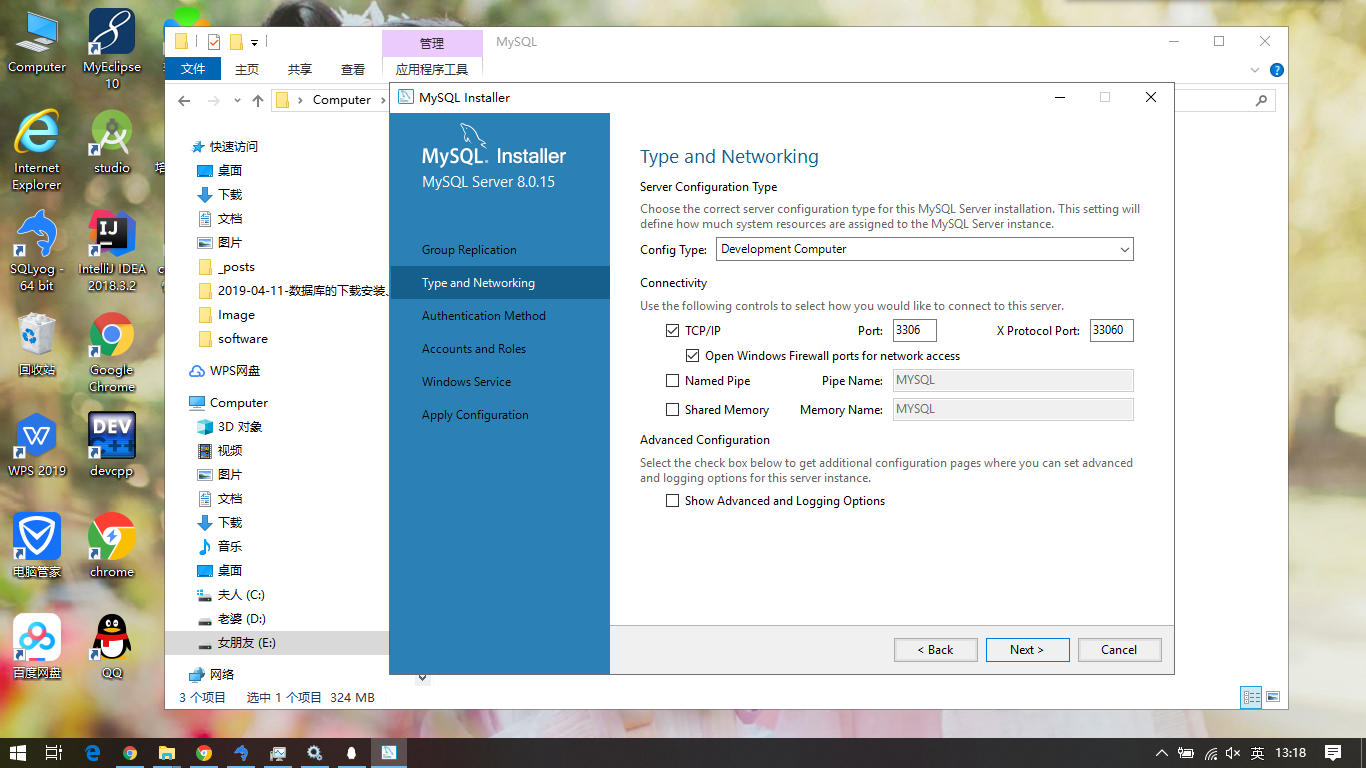 Computer
MyEclipse
10
Internet
Explorer
studio
SQLyog -
64 bit
IntelliJ IDEA
2018.3.2
回收站
Google
Chrome
WPS 2019
devcpp
电脑管家
chrome
百度网盘
QQ
管理
MySQL
文件
主页
共享
查看
应用程序工具
Computer
快速访问
桌面
下载
文档
图片
_posts
2019-04-11-数据库的下载安装、
Image
software
WPS网盘
Computer
3D 对象
视频
图片
文档
下载
音乐
桌面
夫人 (C:)
老婆 (D:)
女朋友 (E:)
网络
3 个项目 选中 1 个项目 324 MB
MySQL Installer
MySQL. Installer
MySQL Server 8.0.15
Group Replication
Type and Networking
Authentication Method
Accounts and Roles
Windows Service
Apply Configuration
Type and Networking
Server Configuration Type
Choose the correct server configuration type for this MySQL Server installation. This setting will
define how much system resources are assigned to the MySQL Server instance.
Config Type: Development Computer
Connectivity
Use the following controls to select how you would like to connect to this server.
TCP/IP Port: 3306 X Protocol Port: 33060
Open Windows Firewall ports for network access
Named Pipe Pipe Name: MYSQL
Shared Memory Memory Name: MYSQL
Advanced Configuration
Select the check box below to get additional configuration pages where you can set advanced
and logging options for this server instance.
Show Advanced and Logging Options
< Back Next > Cancel
英 13:18